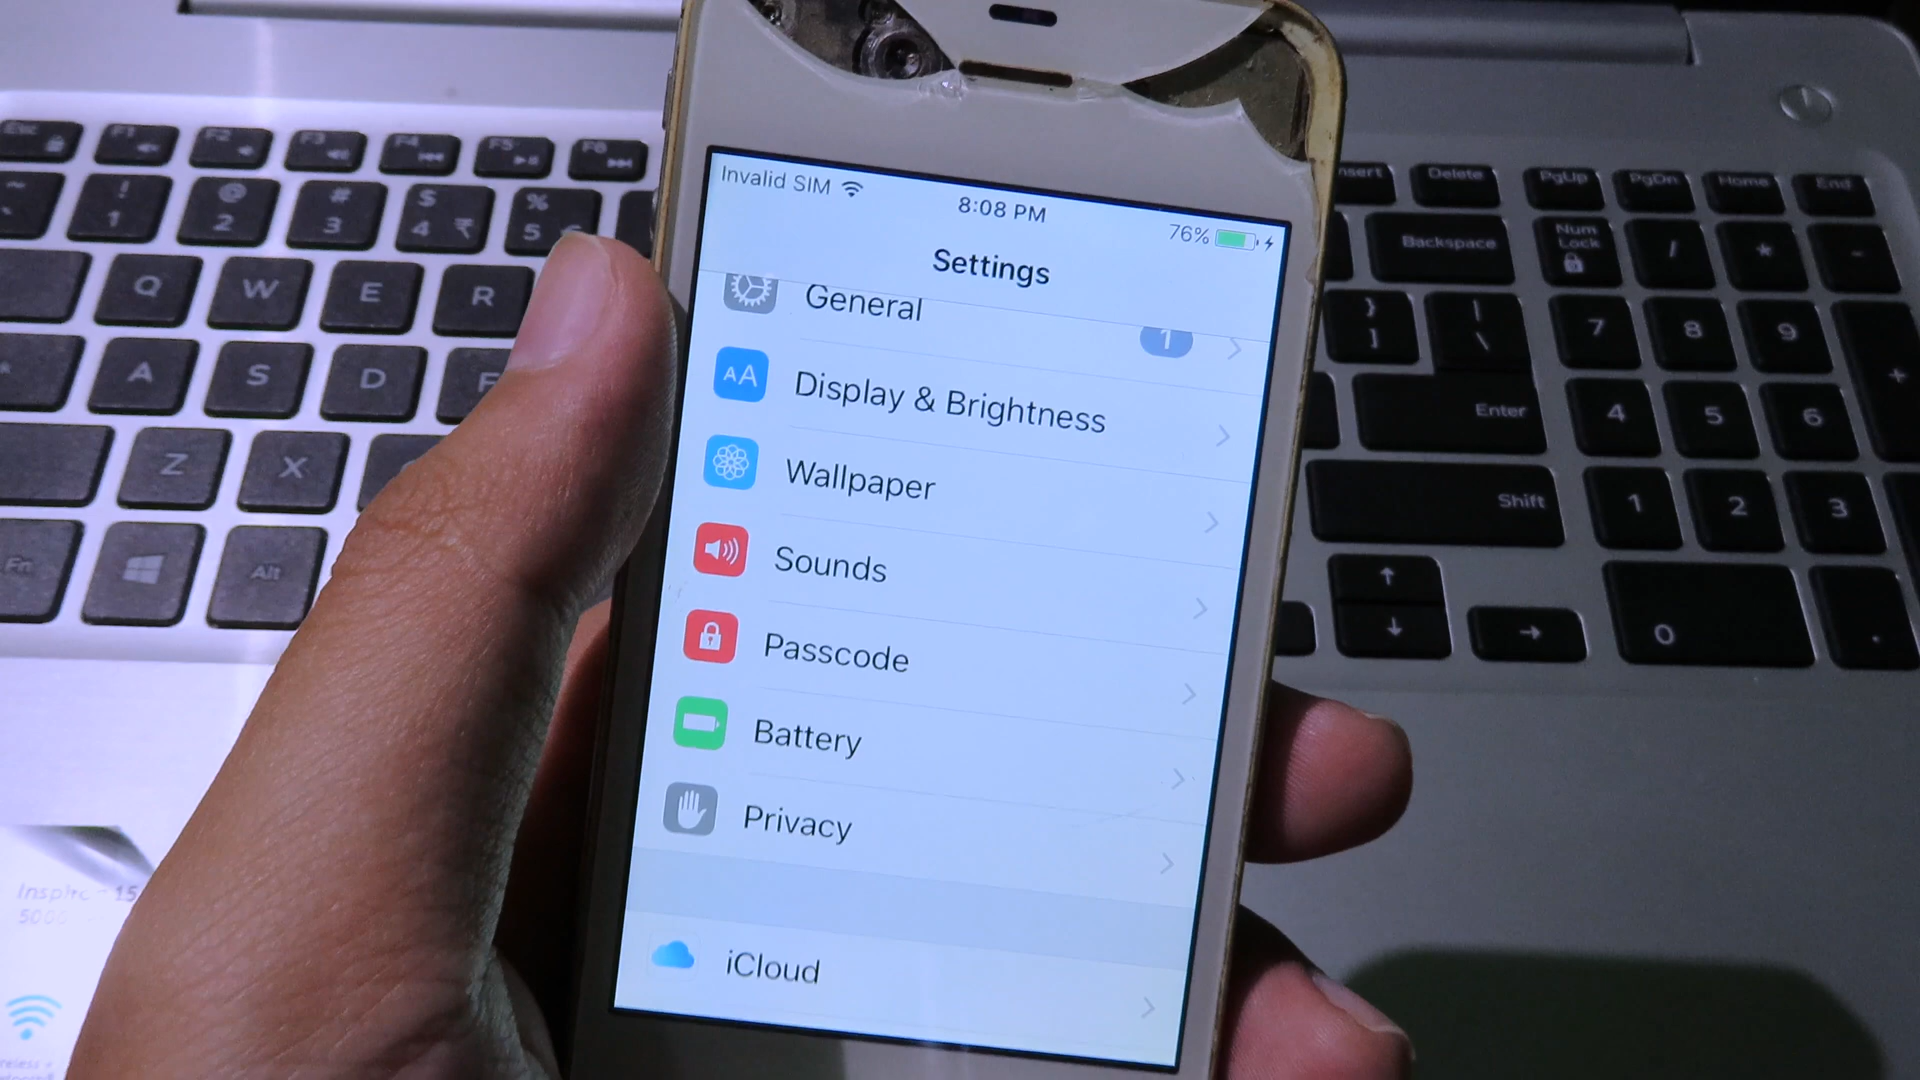 Invalid SIM
8:08 PM
76%
Settings
General
1
AA Display & Brightness
Wallpaper
Sounds
Passcode
Battery
Privacy
iCloud
Esc F1 F2 F3 F4 F5 F6
~ ! 1 @ 2 # 3 $ 4 ₹ % 5 €
Q W E R
A S D F
Z X
Fn Alt
Delete PgUp PgDn Home End
Backspace Num Lock / * -
} ] | \ 7 8 9 +
Enter 4 5 6
Shift 1 2 3
↑
↓ → 0 .
15